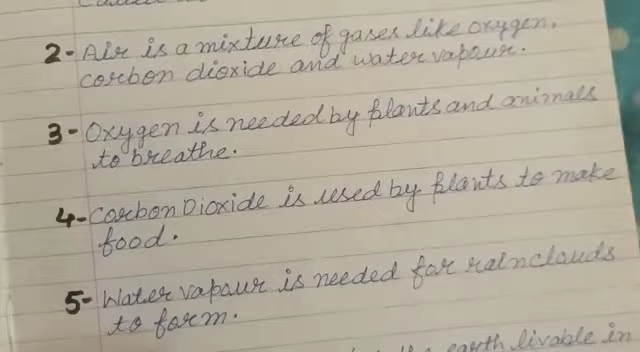 2- Air is a mixture of gases like oxygen,
carbon dioxide and water vapour.
3- Oxygen is needed by plants and animals
to breathe.
4- Carbon Dioxide is used by plants to make
food.
5- Water vapour is needed for rainclouds
to form.
earth livable in